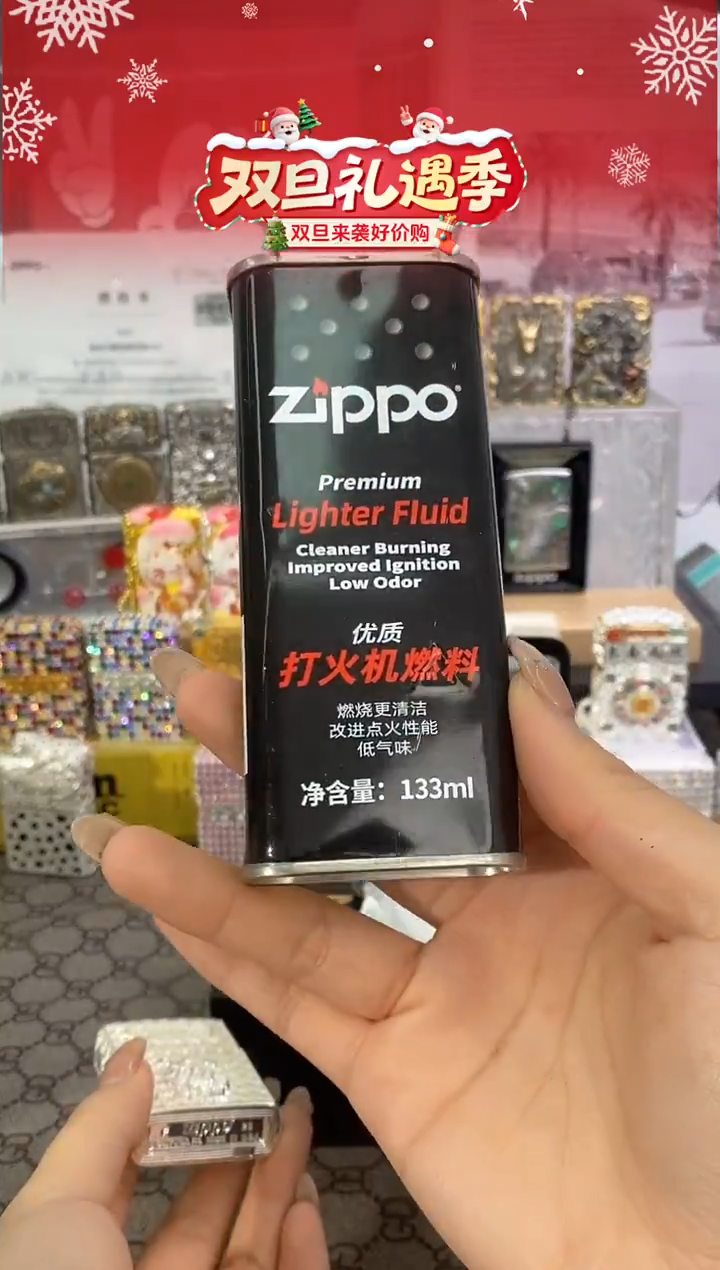 双旦礼遇季
双旦来袭好价购
Zippo
Premium
Lighter Fluid
Cleaner Burning
Improved Ignition
Low Odor
优质
打火机燃料
燃烧更清洁
改进点火性能
低气味
净含量：133ml
zippo